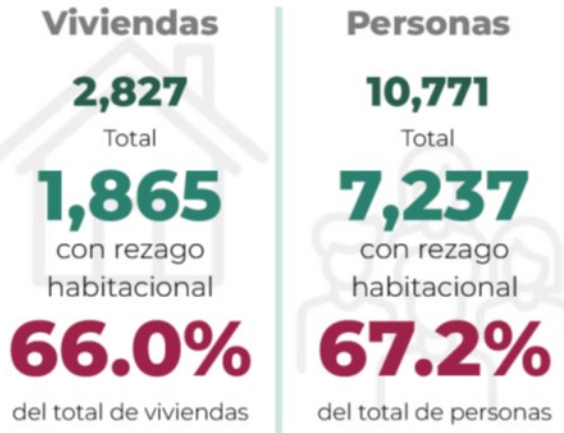 Viviendas
2,827
Total
1,865
con rezago
habitacional
66.0%
del total de viviendas
Personas
10,771
Total
7,237
con rezago
habitacional
67.2%
del total de personas